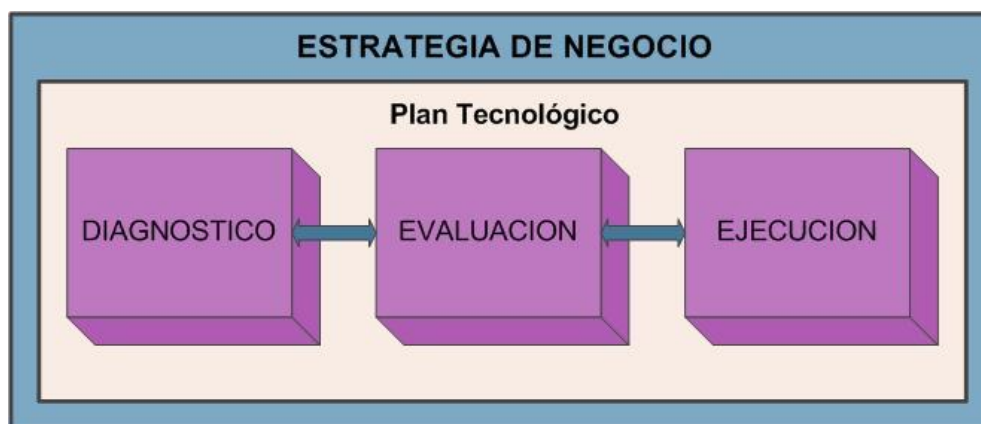 ESTRATEGIA DE NEGOCIO
Plan Tecnológico
DIAGNOSTICO
EVALUACION
EJECUCION